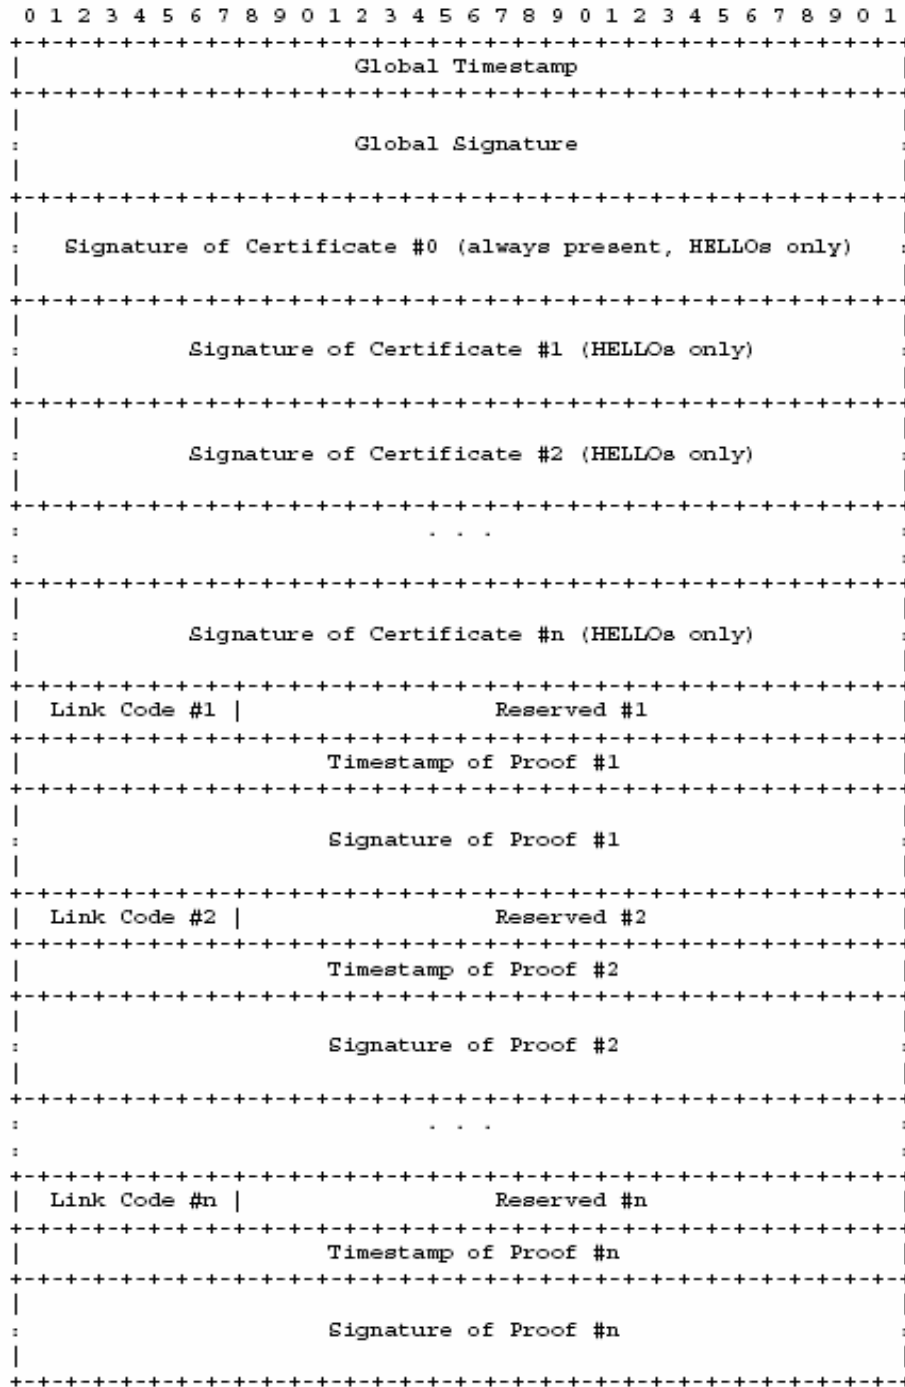 0 1 2 3 4 5 6 7 8 9 0 1 2 3 4 5 6 7 8 9 0 1 2 3 4 5 6 7 8 9 0 1
+-+-+-+-+-+-+-+-+-+-+-+-+-+-+-+-+-+-+-+-+-+-+-+-+-+-+-+-+-+-+-+-+
| Global Timestamp |
+-+-+-+-+-+-+-+-+-+-+-+-+-+-+-+-+-+-+-+-+-+-+-+-+-+-+-+-+-+-+-+-+
| |
: Global Signature :
| |
+-+-+-+-+-+-+-+-+-+-+-+-+-+-+-+-+-+-+-+-+-+-+-+-+-+-+-+-+-+-+-+-+
| |
: Signature of Certificate #0 (always present, HELLOs only) :
| |
+-+-+-+-+-+-+-+-+-+-+-+-+-+-+-+-+-+-+-+-+-+-+-+-+-+-+-+-+-+-+-+-+
| |
: Signature of Certificate #1 (HELLOs only) :
| |
+-+-+-+-+-+-+-+-+-+-+-+-+-+-+-+-+-+-+-+-+-+-+-+-+-+-+-+-+-+-+-+-+
| |
: Signature of Certificate #2 (HELLOs only) :
| |
+-+-+-+-+-+-+-+-+-+-+-+-+-+-+-+-+-+-+-+-+-+-+-+-+-+-+-+-+-+-+-+-+
: . . . :
: :
+-+-+-+-+-+-+-+-+-+-+-+-+-+-+-+-+-+-+-+-+-+-+-+-+-+-+-+-+-+-+-+-+
| |
: Signature of Certificate #n (HELLOs only) :
| |
+-+-+-+-+-+-+-+-+-+-+-+-+-+-+-+-+-+-+-+-+-+-+-+-+-+-+-+-+-+-+-+-+
| Link Code #1 | Reserved #1 |
+-+-+-+-+-+-+-+-+-+-+-+-+-+-+-+-+-+-+-+-+-+-+-+-+-+-+-+-+-+-+-+-+
| Timestamp of Proof #1 |
+-+-+-+-+-+-+-+-+-+-+-+-+-+-+-+-+-+-+-+-+-+-+-+-+-+-+-+-+-+-+-+-+
| |
: Signature of Proof #1 :
| |
+-+-+-+-+-+-+-+-+-+-+-+-+-+-+-+-+-+-+-+-+-+-+-+-+-+-+-+-+-+-+-+-+
| Link Code #2 | Reserved #2 |
+-+-+-+-+-+-+-+-+-+-+-+-+-+-+-+-+-+-+-+-+-+-+-+-+-+-+-+-+-+-+-+-+
| Timestamp of Proof #2 |
+-+-+-+-+-+-+-+-+-+-+-+-+-+-+-+-+-+-+-+-+-+-+-+-+-+-+-+-+-+-+-+-+
| |
: Signature of Proof #2 :
| |
+-+-+-+-+-+-+-+-+-+-+-+-+-+-+-+-+-+-+-+-+-+-+-+-+-+-+-+-+-+-+-+-+
: . . . :
: :
+-+-+-+-+-+-+-+-+-+-+-+-+-+-+-+-+-+-+-+-+-+-+-+-+-+-+-+-+-+-+-+-+
| Link Code #n | Reserved #n |
+-+-+-+-+-+-+-+-+-+-+-+-+-+-+-+-+-+-+-+-+-+-+-+-+-+-+-+-+-+-+-+-+
| Timestamp of Proof #n |
+-+-+-+-+-+-+-+-+-+-+-+-+-+-+-+-+-+-+-+-+-+-+-+-+-+-+-+-+-+-+-+-+
| |
: Signature of Proof #n :
| |
+-+-+-+-+-+-+-+-+-+-+-+-+-+-+-+-+-+-+-+-+-+-+-+-+-+-+-+-+-+-+-+-+